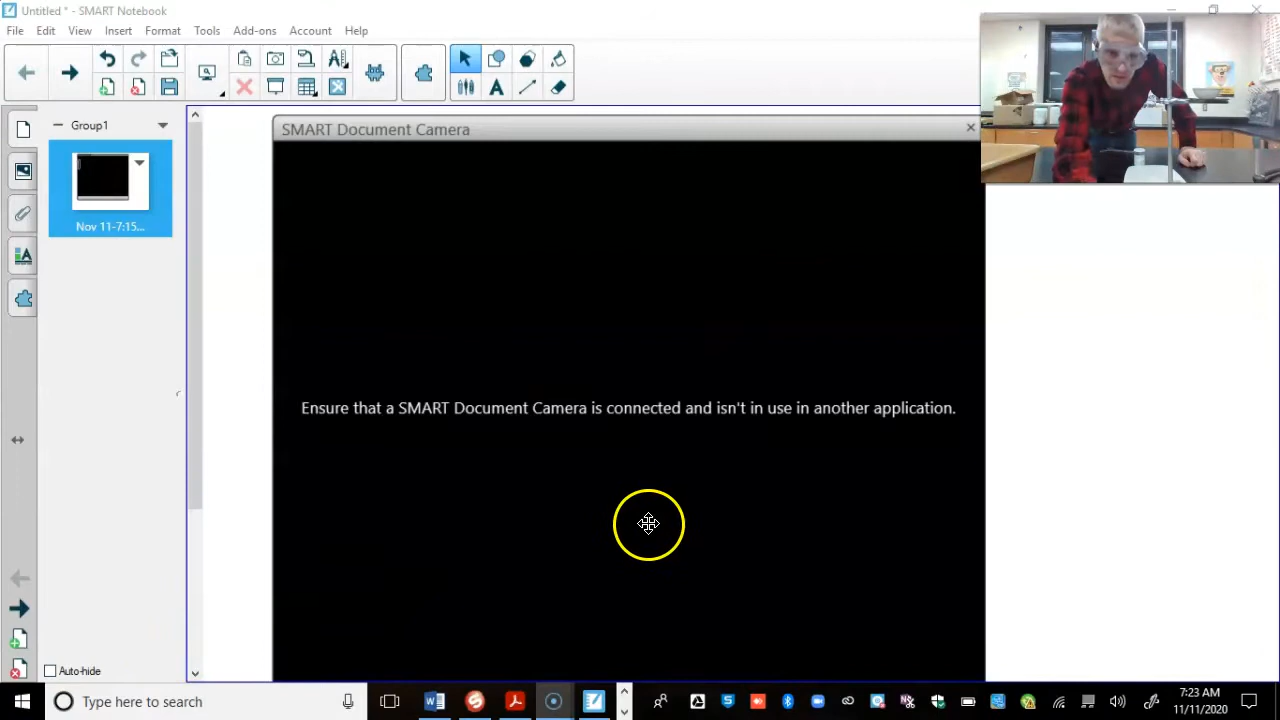 Untitled * - SMART Notebook
File Edit View Insert Format Tools Add-ons Account Help
Group1
SMART Document Camera
Nov 11-7:15...
Ensure that a SMART Document Camera is connected and isn't in use in another application.
Auto-hide
Type here to search
7:23 AM
11/11/2020